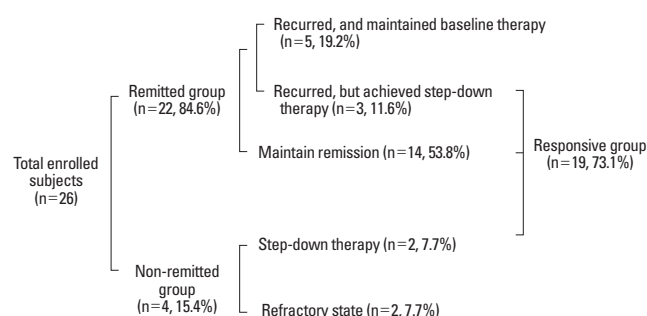 Total enrolled
subjects
(n=26)
Remitted group
(n=22, 84.6%)
Non-remitted
group
(n=4, 15.4%)
Recurred, and maintained baseline therapy
(n=5, 19.2%)
Recurred, but achieved step-down
therapy (n=3, 11.6%)
Maintain remission (n=14, 53.8%)
Step-down therapy (n=2, 7.7%)
Refractory state (n=2, 7.7%)
Responsive group
(n=19, 73.1%)